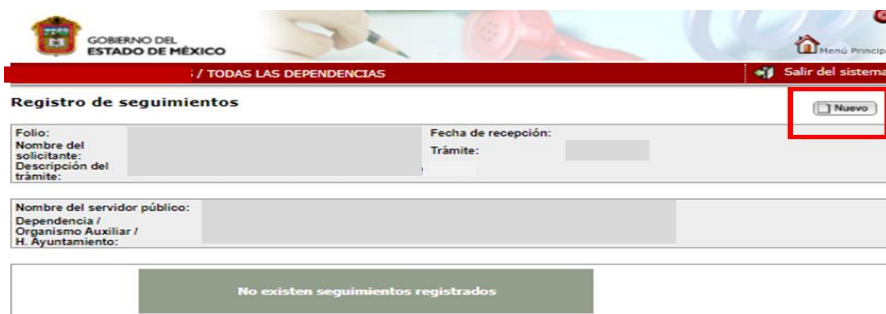 GOBIERNO DEL
ESTADO DE MÉXICO
Menú Princip
/ TODAS LAS DEPENDENCIAS
Salir del sistema
Registro de seguimientos
Nuevo
Folio:
Fecha de recepción:
Nombre del
solicitante:
Trámite:
Descripción del
trámite:
Nombre del servidor público:
Dependencia /
Organismo Auxiliar /
H. Ayuntamiento:
No existen seguimientos registrados